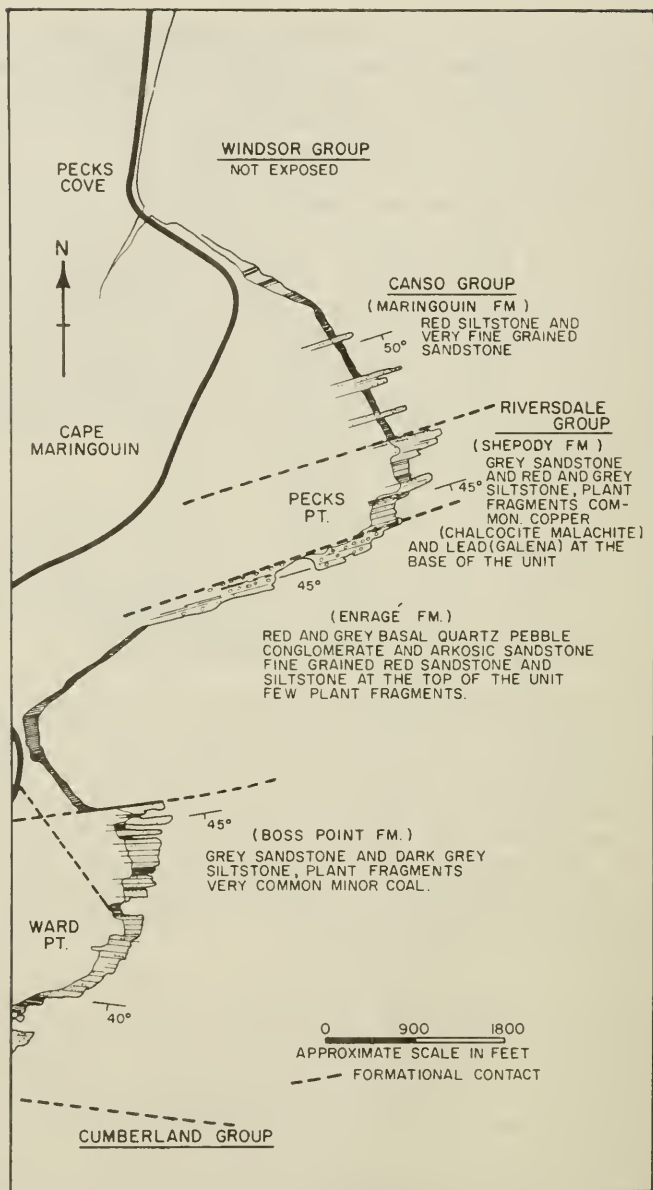 PECKS
COVE
WINDSOR GROUP
NOT EXPOSED
N
CANSO GROUP
(MARINGOUIN FM)
RED SILTSTONE AND
VERY FINE GRAINED
SANDSTONE
50°
CAPE
MARINGOUIN
RIVERSDALE
GROUP
(SHEPODY FM)
GREY SANDSTONE
AND RED AND GREY
SILTSTONE, PLANT
FRAGMENTS COM-
MON. COPPER
(CHALCOCITE MALACHITE)
AND LEAD(GALENA) AT THE
BASE OF THE UNIT
45°
PECKS
PT.
45°
(ENRAGÉ FM.)
RED AND GREY BASAL QUARTZ PEBBLE
CONGLOMERATE AND ARKOSIC SANDSTONE
FINE GRAINED RED SANDSTONE AND
SILTSTONE AT THE TOP OF THE UNIT
FEW PLANT FRAGMENTS.
45°
(BOSS POINT FM.)
GREY SANDSTONE AND DARK GREY
SILTSTONE, PLANT FRAGMENTS
VERY COMMON MINOR COAL.
WARD
PT.
40°
0 900 1800
APPROXIMATE SCALE IN FEET
FORMATIONAL CONTACT
CUMBERLAND GROUP